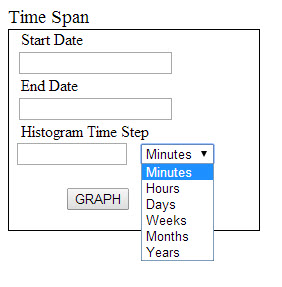 Time Span
Start Date
End Date
Histogram Time Step
Minutes
Minutes
Hours
GRAPH
Days
Weeks
Months
Years